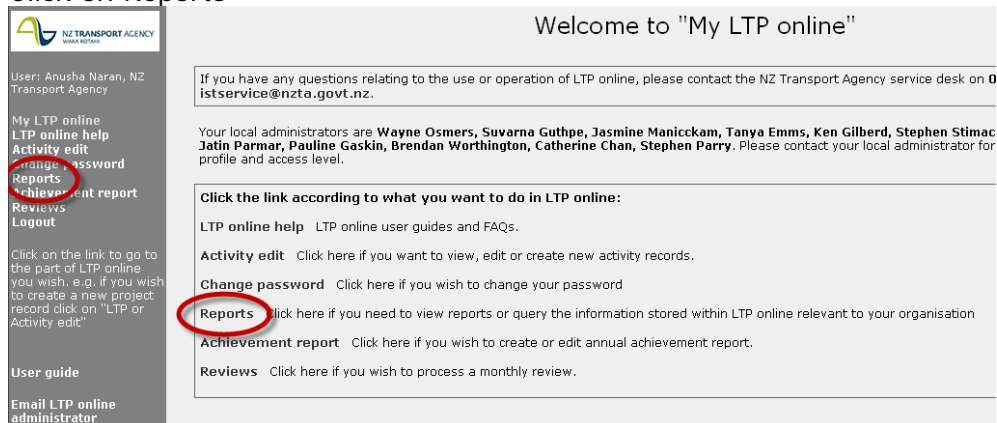 Click on Reports
NZ TRANSPORT AGENCY
WAKA KOTAHI
User: Anusha Naran, NZ
Transport Agency
My LTP online
LTP online help
Activity edit
Change password
Reports
Achievement report
Reviews
Logout
Click on the link to go to
the part of LTP online
you wish. e.g. if you wish
to create a new project
record click on "LTP or
Activity edit"
User guide
Email LTP online
administrator
Welcome to "My LTP online"
If you have any questions relating to the use or operation of LTP online, please contact the NZ Transport Agency service desk on 0
istservice@nzta.govt.nz.
Your local administrators are Wayne Osmers, Suvarna Guthpe, Jasmine Manicckam, Tanya Emms, Ken Gilberd, Stephen Stimac
Jatin Parmar, Pauline Gaskin, Brendan Worthington, Catherine Chan, Stephen Parry. Please contact your local administrator for
profile and access level.
Click the link according to what you want to do in LTP online:
LTP online help LTP online user guides and FAQs.
Activity edit Click here if you want to view, edit or create new activity records.
Change password Click here if you wish to change your password
Reports Click here if you need to view reports or query the information stored within LTP online relevant to your organisation
Achievement report Click here if you wish to create or edit annual achievement report.
Reviews Click here if you wish to process a monthly review.